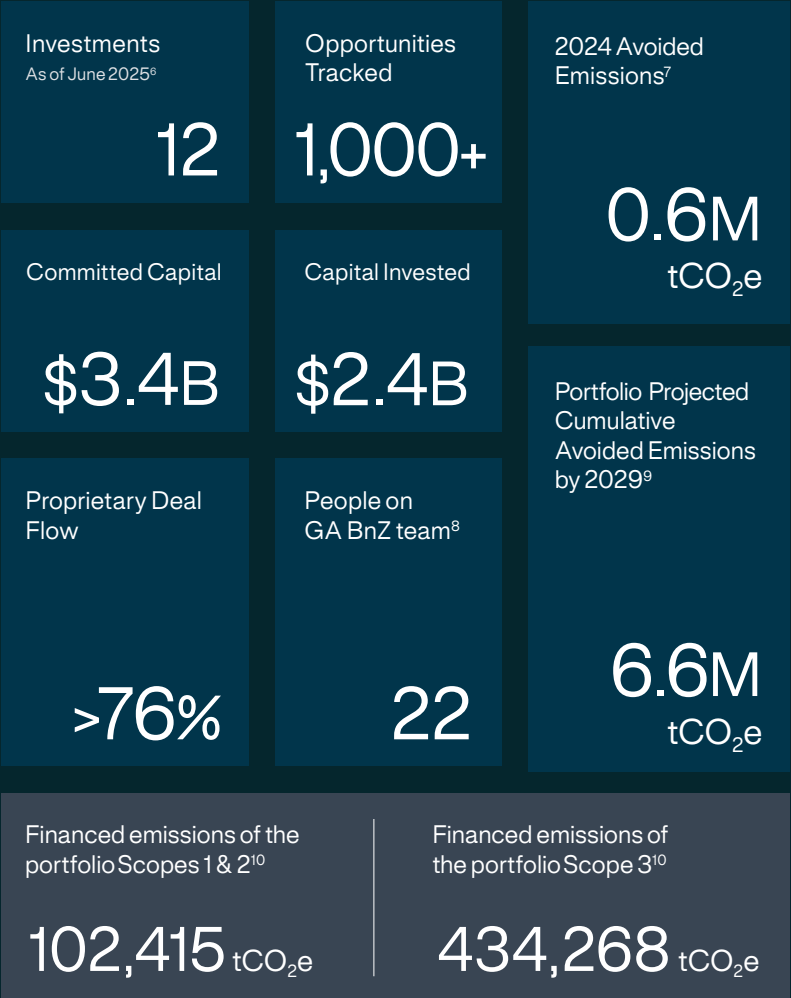 Investments
As of June 2025⁶
12
Opportunities
Tracked
1,000+
2024 Avoided
Emissions⁷
0.6M
tCO₂e
Committed Capital
$3.4B
Capital Invested
$2.4B
Portfolio Projected
Cumulative
Avoided Emissions
by 2029⁹
6.6M
tCO₂e
Proprietary Deal
Flow
>76%
People on
GA BnZ team⁸
22
Financed emissions of the
portfolio Scopes 1 & 2¹⁰
102,415 tCO₂e
Financed emissions of
the portfolio Scope 3¹⁰
434,268 tCO₂e